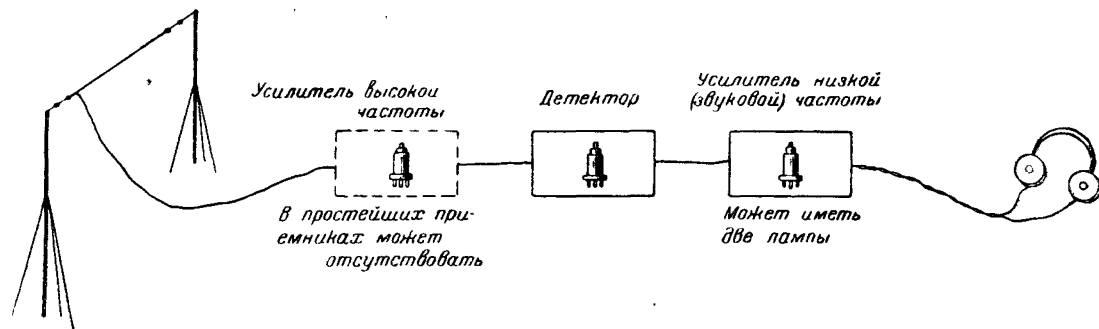 Усилитель высокой
частоты
В простейших при-
емниках может
отсутствовать
Детектор
Усилитель низкой
(звуковой) частоты
Может иметь
две лампы